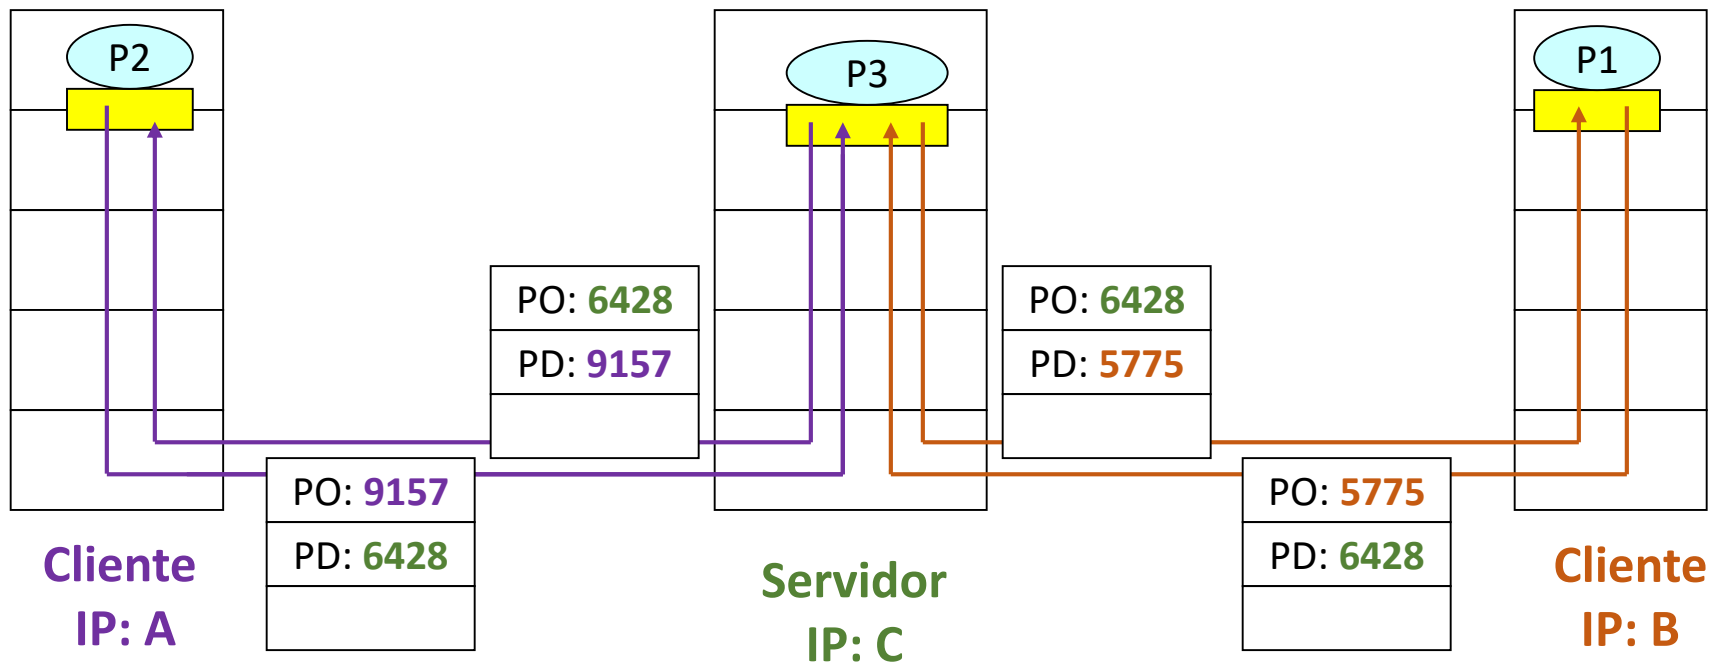 P2
P3
P1
PO: 6428
PD: 9157
PO: 6428
PD: 5775
PO: 9157
PD: 6428
PO: 5775
PD: 6428
Cliente
IP: A
Servidor
IP: C
Cliente
IP: B